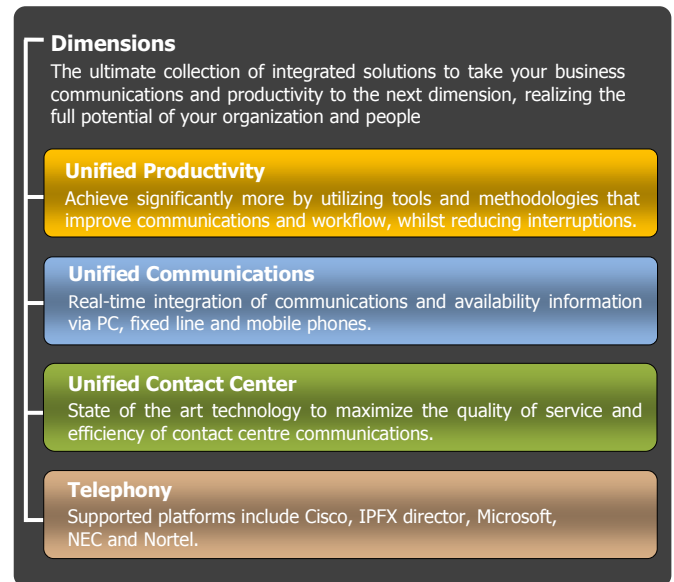 Dimensions
The ultimate collection of integrated solutions to take your business
communications and productivity to the next dimension, realizing the
full potential of your organization and people
Unified Productivity
Achieve significantly more by utilizing tools and methodologies that
improve communications and workflow, whilst reducing interruptions.
Unified Communications
Real-time integration of communications and availability information
via PC, fixed line and mobile phones.
Unified Contact Center
State of the art technology to maximize the quality of service and
efficiency of contact centre communications.
Telephony
Supported platforms include Cisco, IPFX director, Microsoft,
NEC and Nortel.